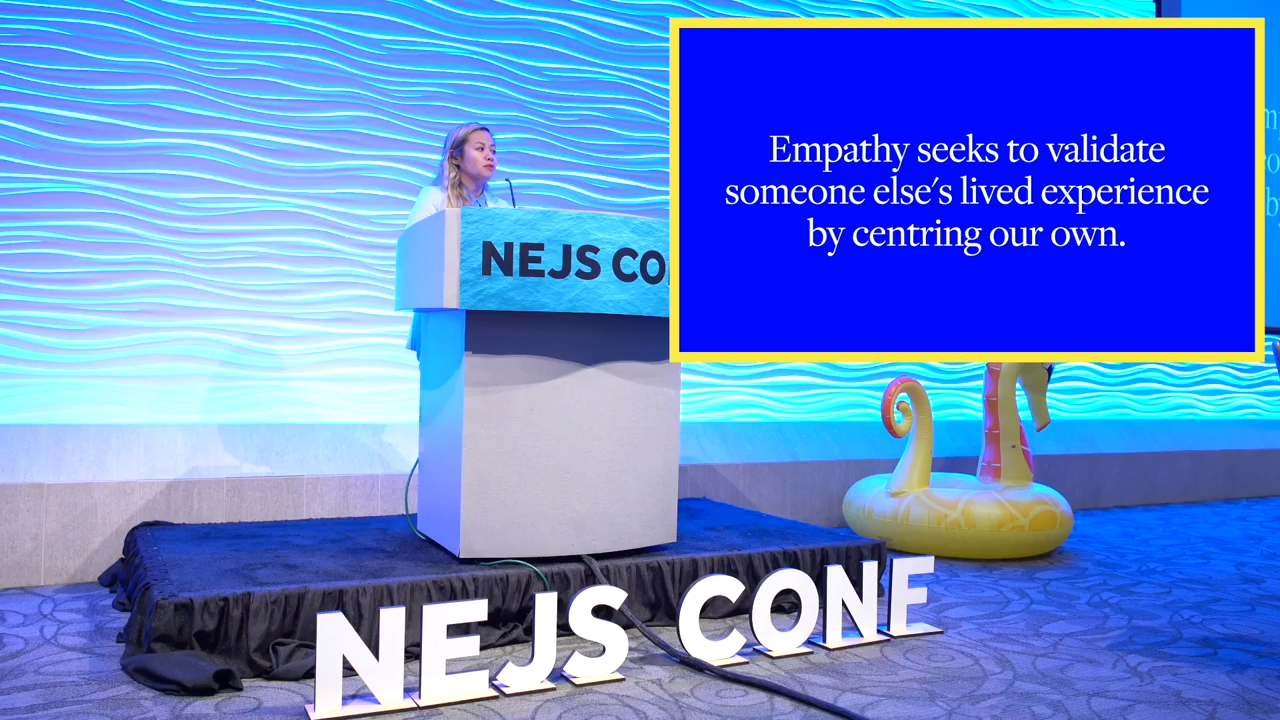 Empathy seeks to validate
someone else's lived experience
by centring our own.
NEJS CO
NEJS CONF